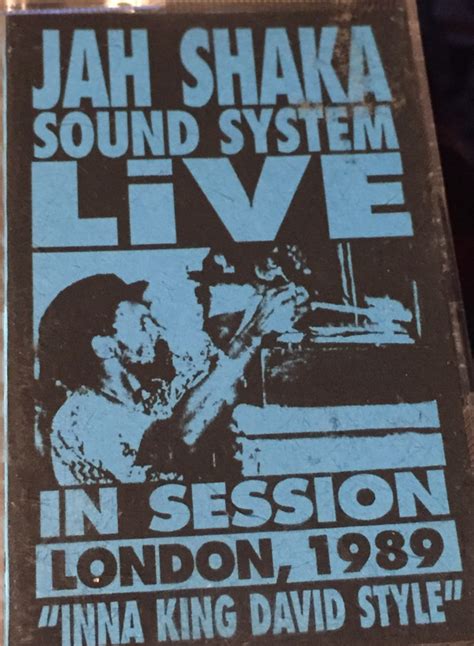 JAH SHAKA
SOUND SYSTEM
LiVE
IN SESSION
LONDON, 1989
"INNA KING DAVID STYLE"